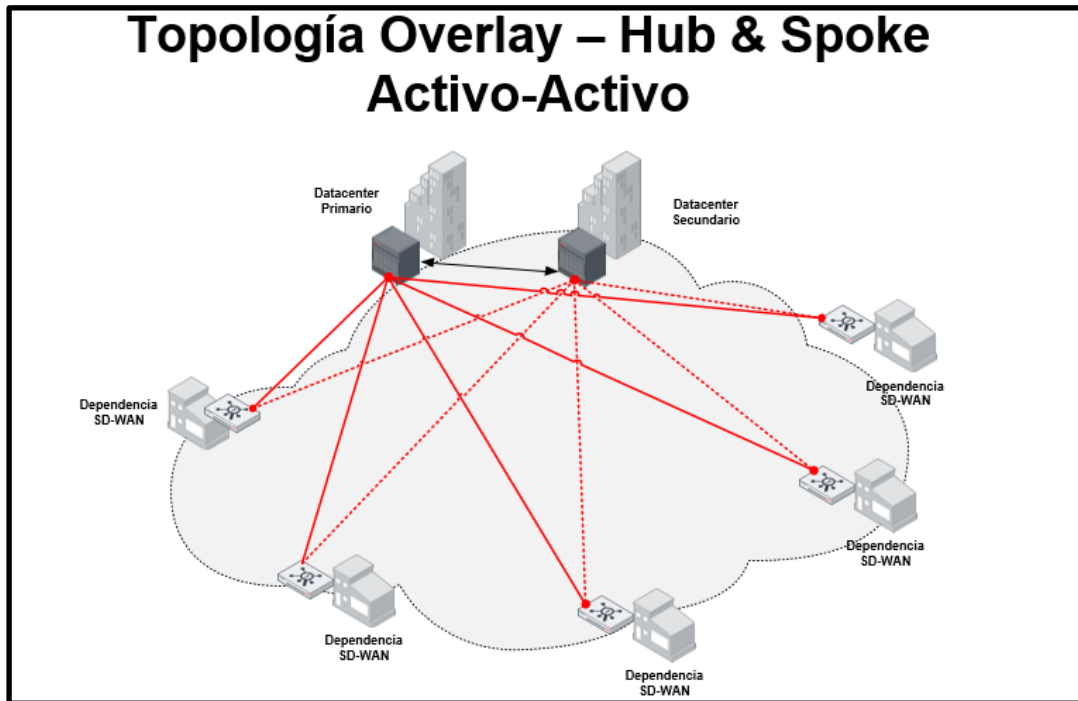 Topología Overlay – Hub & Spoke
Activo-Activo
Datacenter
Primario
Datacenter
Secundario
Dependencia
SD-WAN
Dependencia
SD-WAN
Dependencia
SD-WAN
Dependencia
SD-WAN
Dependencia
SD-WAN